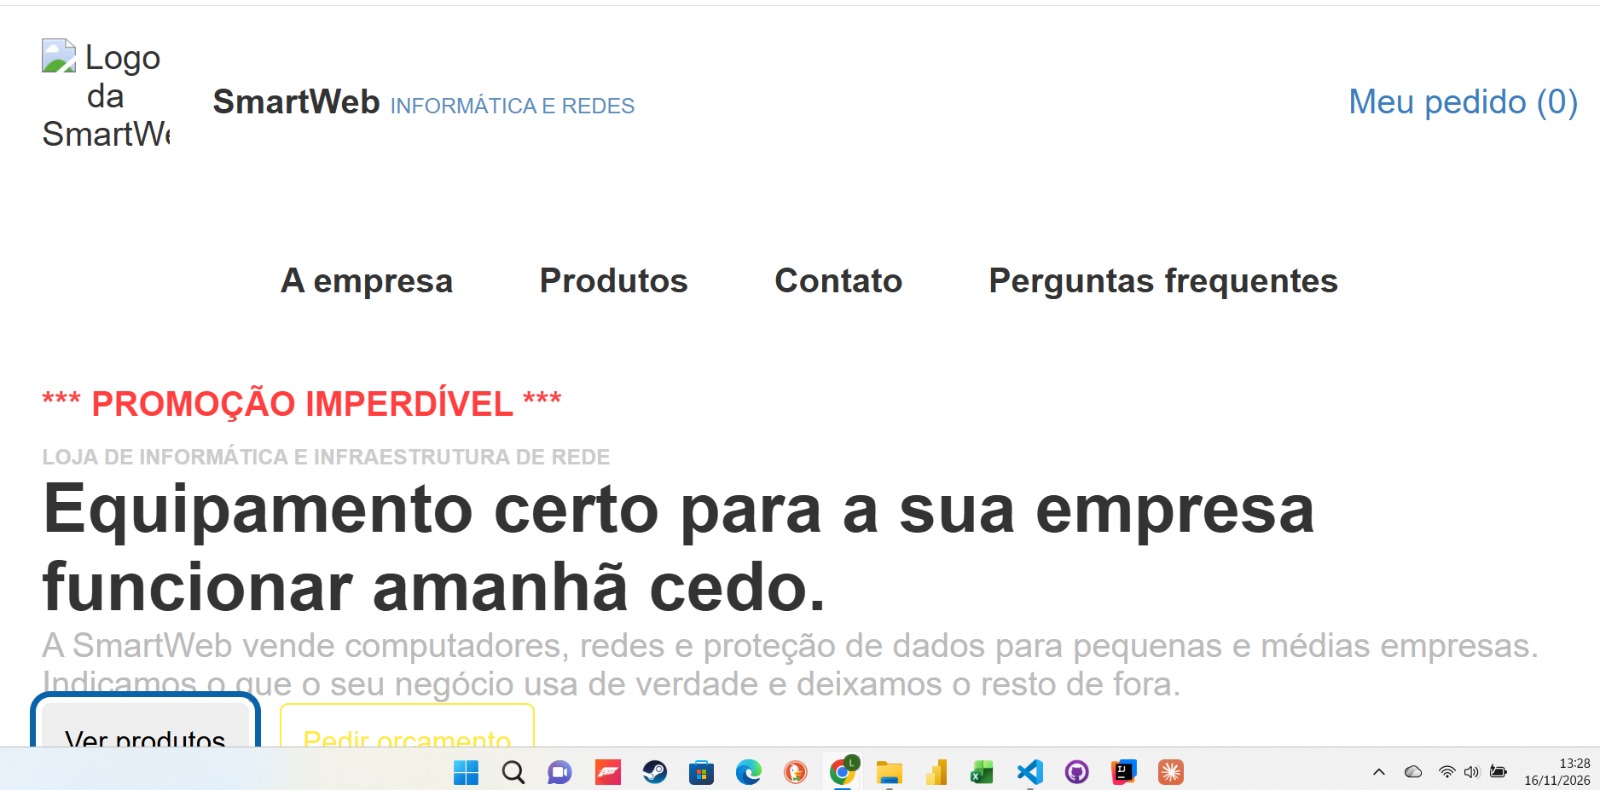 Logo
da
SmartWe
SmartWeb INFORMÁTICA E REDES
Meu pedido (0)
A empresa Produtos Contato Perguntas frequentes
*** PROMOÇÃO IMPERDÍVEL ***
LOJA DE INFORMÁTICA E INFRAESTRUTURA DE REDE
Equipamento certo para a sua empresa
funcionar amanhã cedo.
A SmartWeb vende computadores, redes e proteção de dados para pequenas e médias empresas.
Indicamos o que o seu negócio usa de verdade e deixamos o resto de fora.
Ver produtos Pedir orçamento
L
13:28
16/11/2026